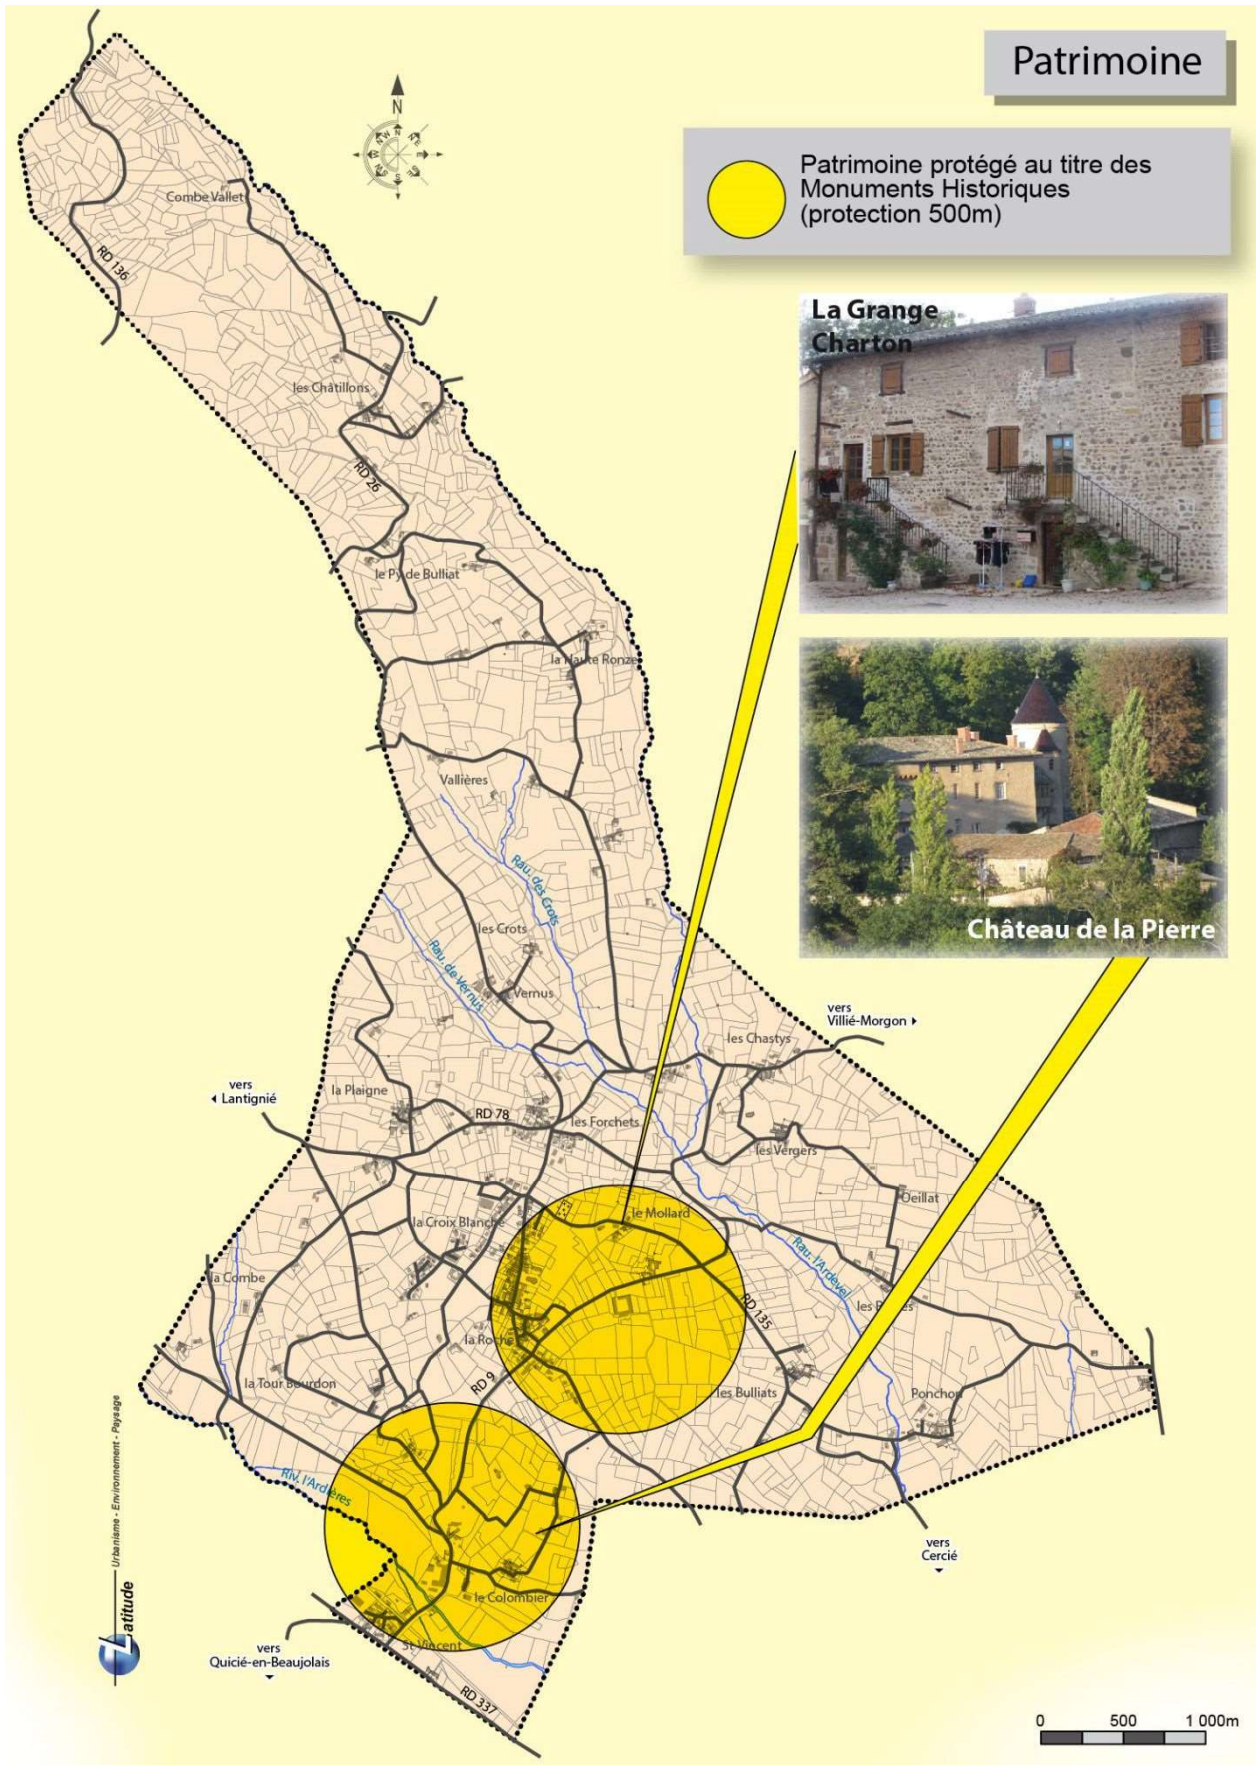 Patrimoine
Patrimoine protégé au titre des
Monuments Historiques
(protection 500m)
N
La Grange
Charton
Château de la Pierre
Combe Vallet
RD 136
les Châtillons
RD 26
le Py de Bulliat
la Haute Ronze
Vallières
Rau. des Crots
les Crots
Rau. de Vernus
Vernus
vers
Villié-Morgon
les Chastys
vers
Lantignié
la Plaigne
RD 78
les Forchets
les Vergers
Oeillat
la Croix Blanche
le Mollard
Rau. l'Ardevel
la Combe
RD 135
la Roche
la Tour Bourdon
RD 9
les Bulliats
Ponchon
Riv. l'Ardières
vers
Cercié
le Colombier
St Vincent
vers
Quicié-en-Beaujolais
RD 337
Latitude
Urbanisme - Environnement - Paysage
0 500 1 000m